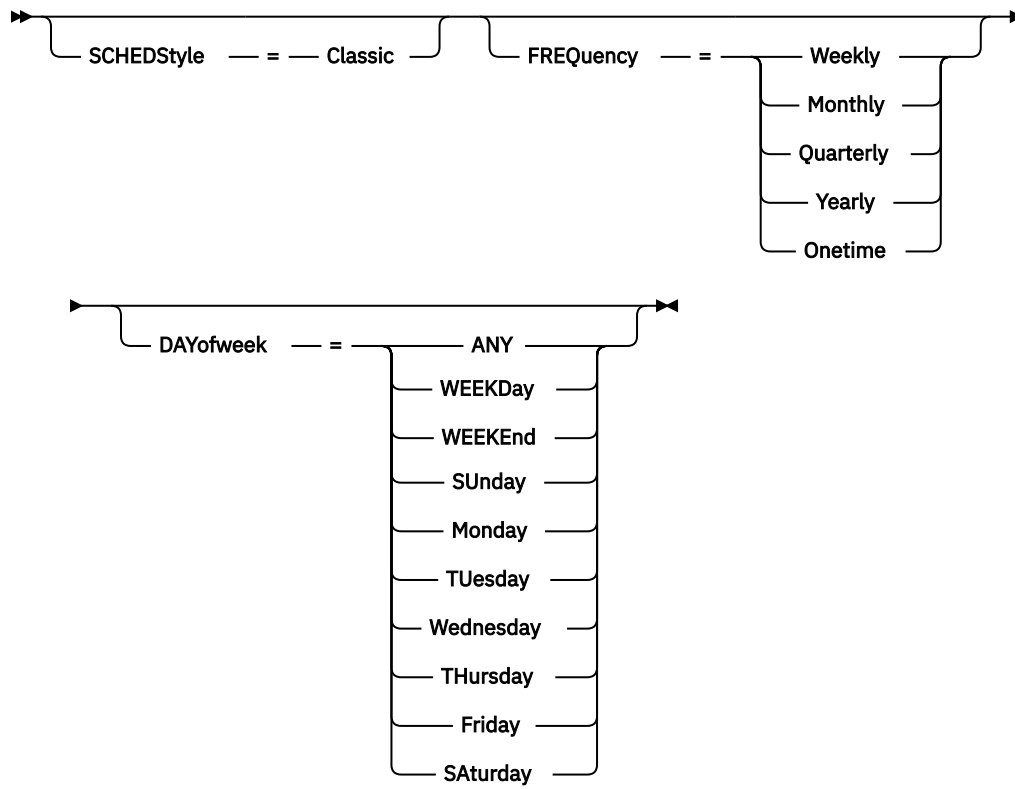 SCHEDStyle = Classic FREQuency = Weekly
Monthly
Quarterly
Yearly
Onetime
DAYofweek = ANY
WEEKDay
WEEKEnd
SUnday
Monday
TUesday
Wednesday
THursday
Friday
SAturday